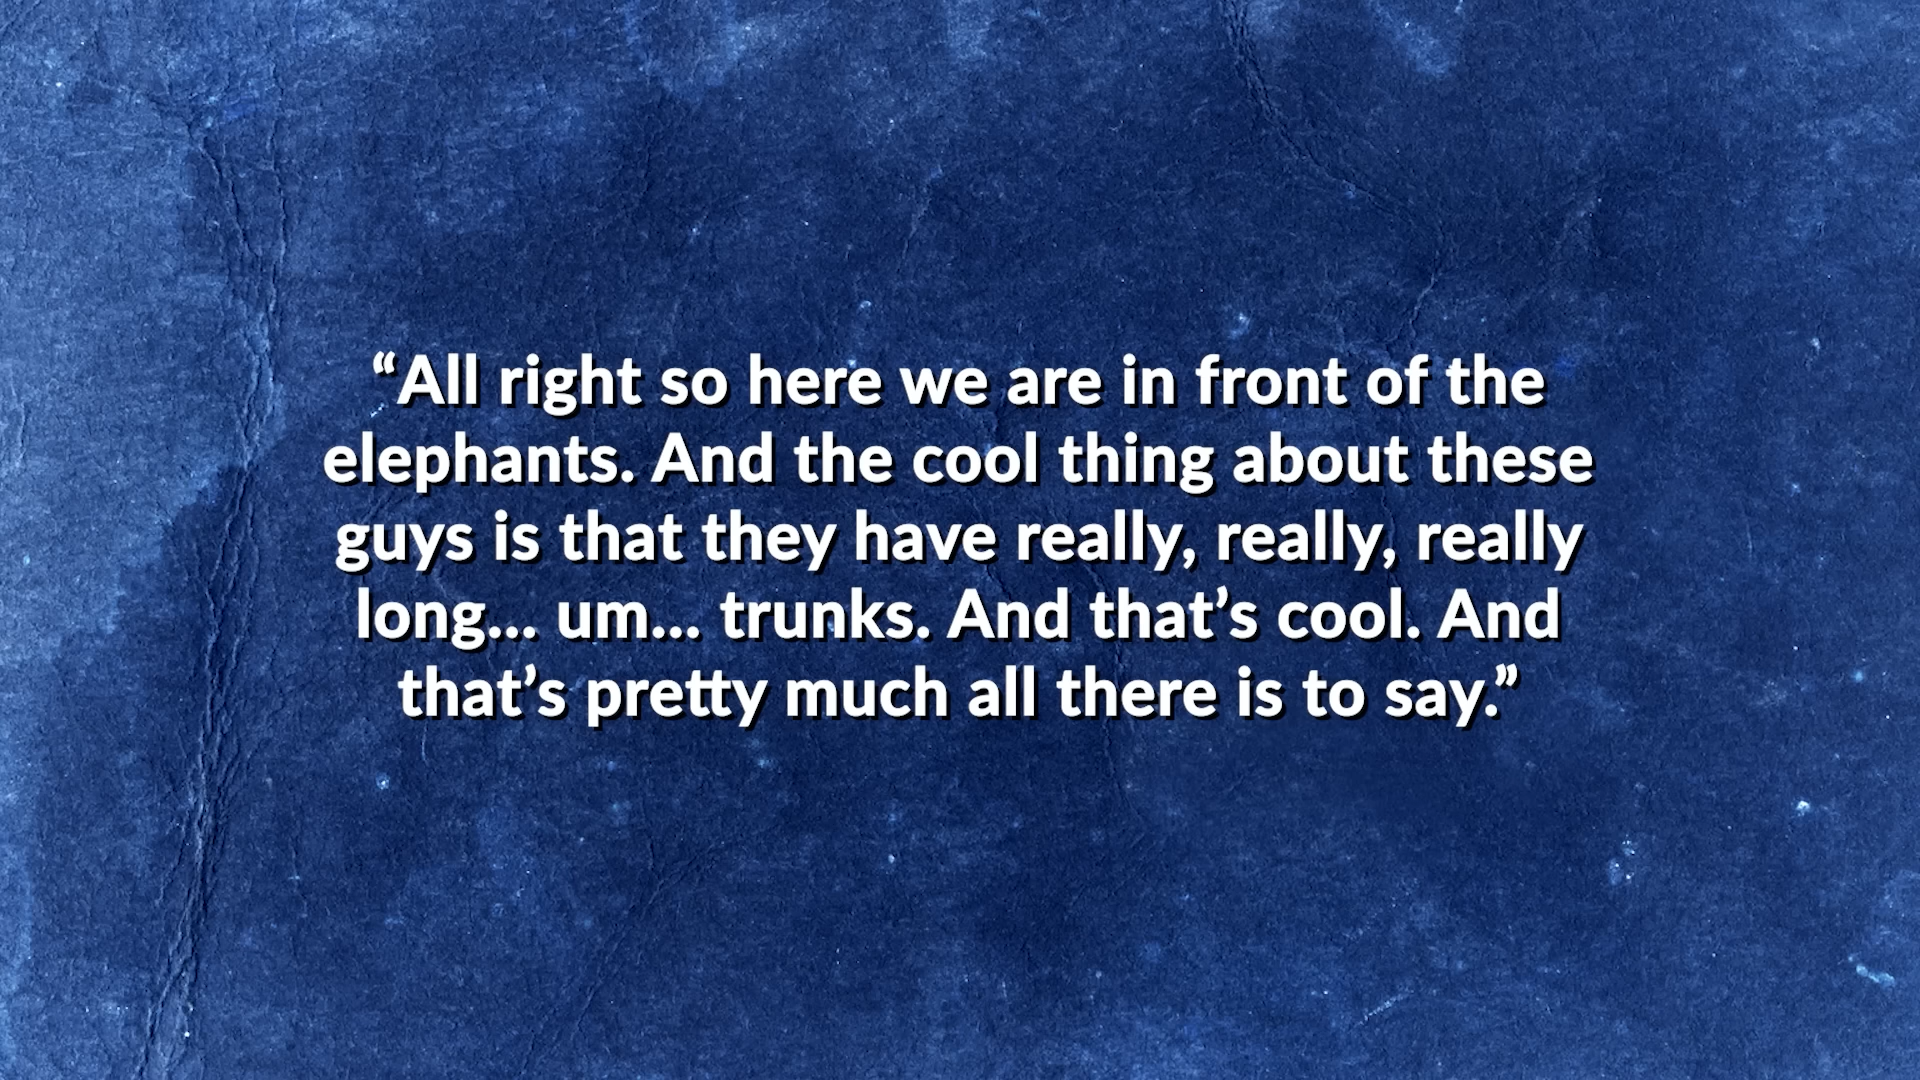 “All right so here we are in front of the
elephants. And the cool thing about these
guys is that they have really, really, really
long... um... trunks. And that’s cool. And
that’s pretty much all there is to say.”